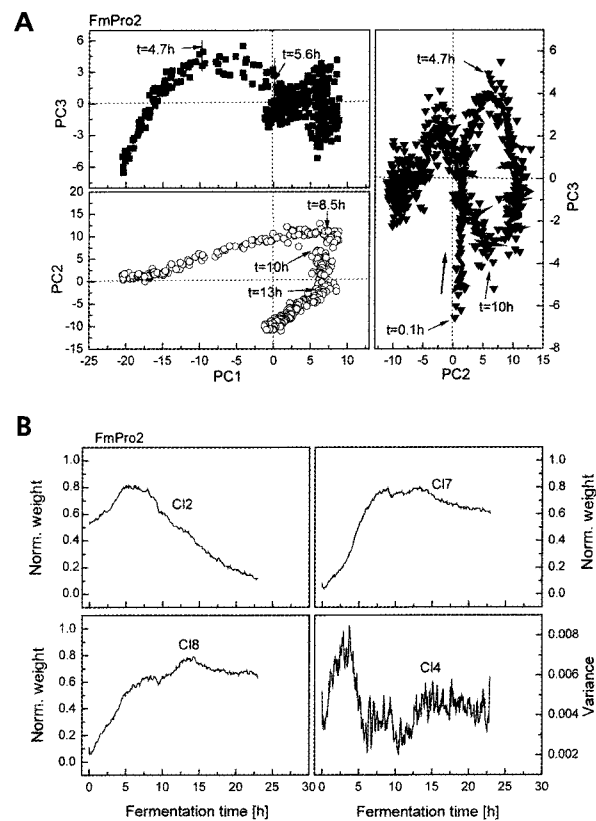 A
FmPro2
t=4.7h
t=5.6h
PC3
6
3
0
-3
-6
t=8.5h
t=10h
t=13h
PC2
20
15
10
5
0
-5
-10
-15
-25 -20 -15 -10 -5 0 5 10
PC1
t=4.7h
t=10h
t=0.1h
6
4
2
0
-2
-4
-6
-8
PC3
-10 -5 0 5 10 15
PC2
B
FmPro2
Cl2
Norm. weight
1.0
0.8
0.6
0.4
0.2
0.0
Cl7
1.0
0.8
0.6
0.4
0.2
0.0
Norm. weight
Cl8
Norm. weight
1.0
0.8
0.6
0.4
0.2
0.0
0 5 10 15 20 25 30
Fermentation time [h]
Cl4
0.008
0.006
0.004
0.002
Variance
0 5 10 15 20 25 30
Fermentation time [h]